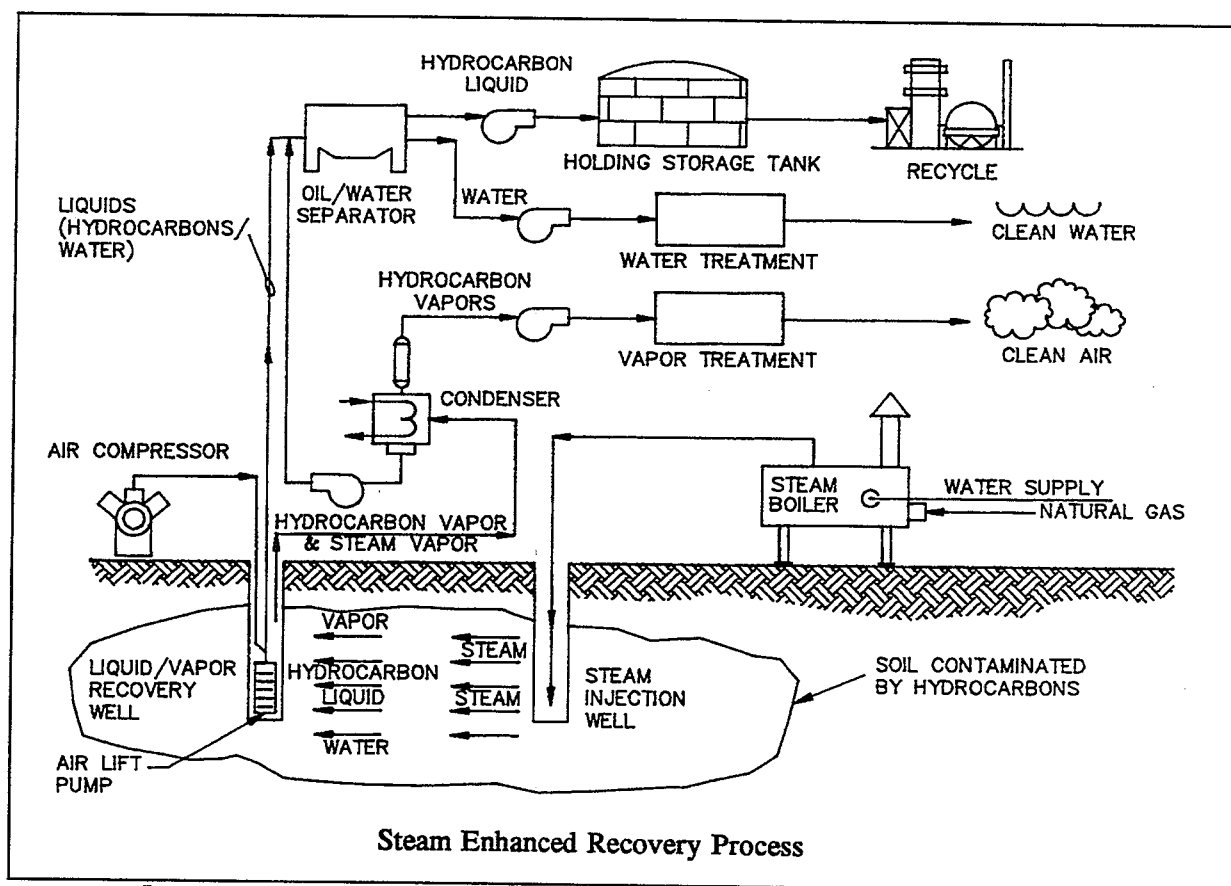 HYDROCARBON
LIQUID
HOLDING STORAGE TANK
RECYCLE
OIL/WATER
SEPARATOR
LIQUIDS
(HYDROCARBONS/
WATER)
WATER
WATER TREATMENT
CLEAN WATER
HYDROCARBON
VAPORS
VAPOR TREATMENT
CLEAN AIR
CONDENSER
AIR COMPRESSOR
STEAM
BOILER
WATER SUPPLY
NATURAL GAS
HYDROCARBON VAPOR
& STEAM VAPOR
LIQUID/VAPOR
RECOVERY
WELL
VAPOR
HYDROCARBON
LIQUID
WATER
STEAM
STEAM
STEAM
INJECTION
WELL
SOIL CONTAMINATED
BY HYDROCARBONS
AIR LIFT
PUMP
Steam Enhanced Recovery Process